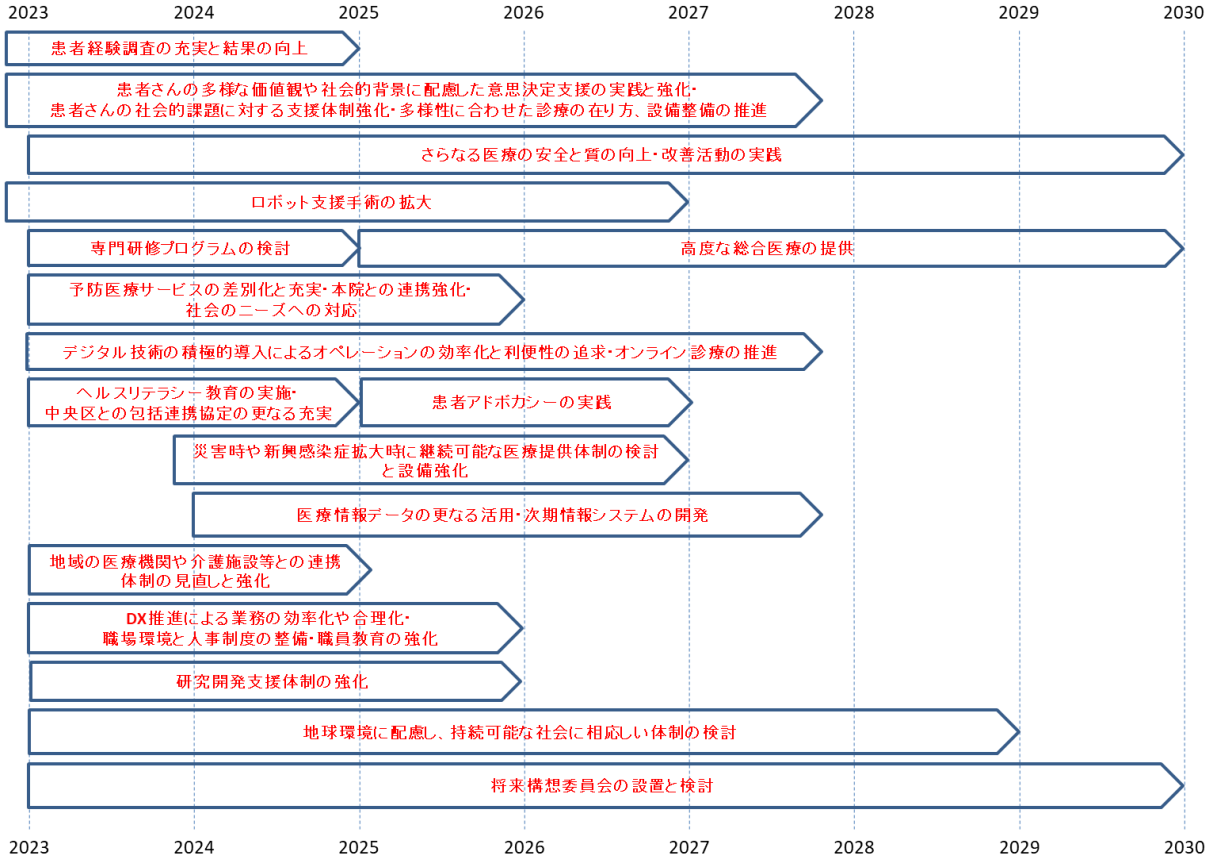 2023 2024 2025 2026 2027 2028 2029 2030
患者経験調査の充実と結果の向上
患者さんの多様な価値観や社会的背景に配慮した意思決定支援の実践と強化・
患者さんの社会的課題に対する支援体制強化・多様性に合わせた診療の在り方、設備整備の推進
さらなる医療の安全と質の向上・改善活動の実践
ロボット支援手術の拡大
専門研修プログラムの検討
高度な総合医療の提供
予防医療サービスの差別化と充実・本院との連携強化・
社会のニーズへの対応
デジタル技術の積極的導入によるオペレーションの効率化と利便性の追求・オンライン診療の推進
ヘルスリテラシー教育の実施・
中央区との包括連携協定の更なる充実
患者アドボカシーの実践
災害時や新興感染症拡大時に継続可能な医療提供体制の検討
と設備強化
医療情報データの更なる活用・次期情報システムの開発
地域の医療機関や介護施設等との連携
体制の見直しと強化
DX推進による業務の効率化や合理化・
職場環境と人事制度の整備・職員教育の強化
研究開発支援体制の強化
地球環境に配慮し、持続可能な社会に相応しい体制の検討
将来構想委員会の設置と検討
2023 2024 2025 2026 2027 2028 2029 2030